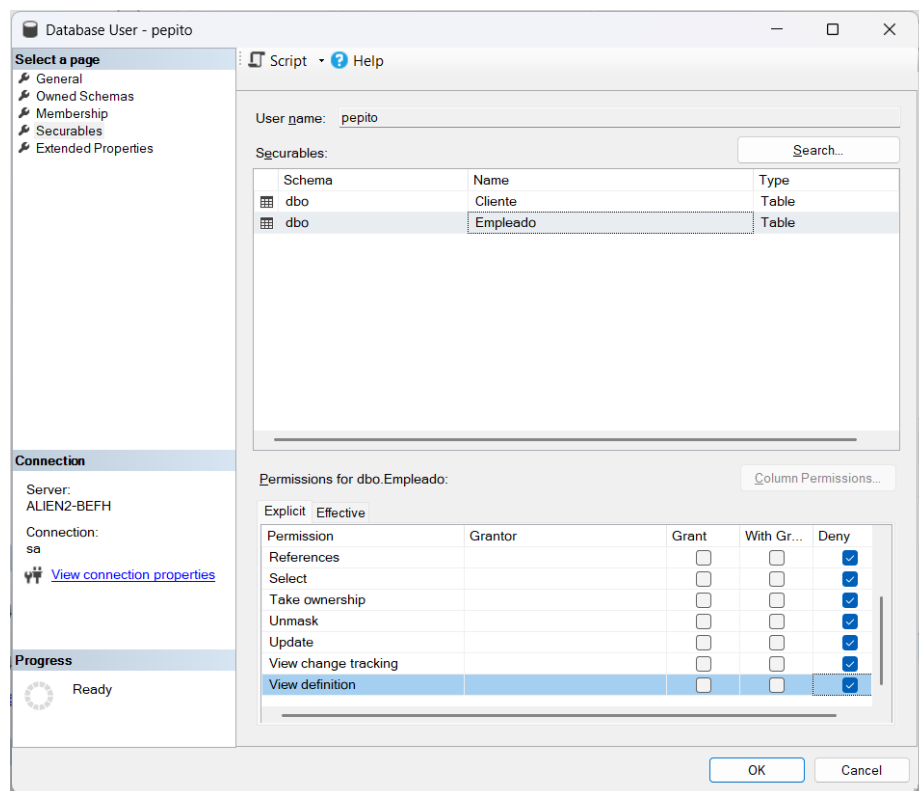 Database User - pepito
Select a page
General
Owned Schemas
Membership
Securables
Extended Properties
Script Help
User name: pepito
Securables: Search...
Schema Name Type
dbo Cliente Table
dbo Empleado Table
Connection
Server:
ALIEN2-BEFH
Connection:
sa
View connection properties
Progress
Ready
Permissions for dbo.Empleado: Column Permissions...
Explicit Effective
Permission Grantor Grant With Gr... Deny
References
Select
Take ownership
Unmask
Update
View change tracking
View definition
OK Cancel